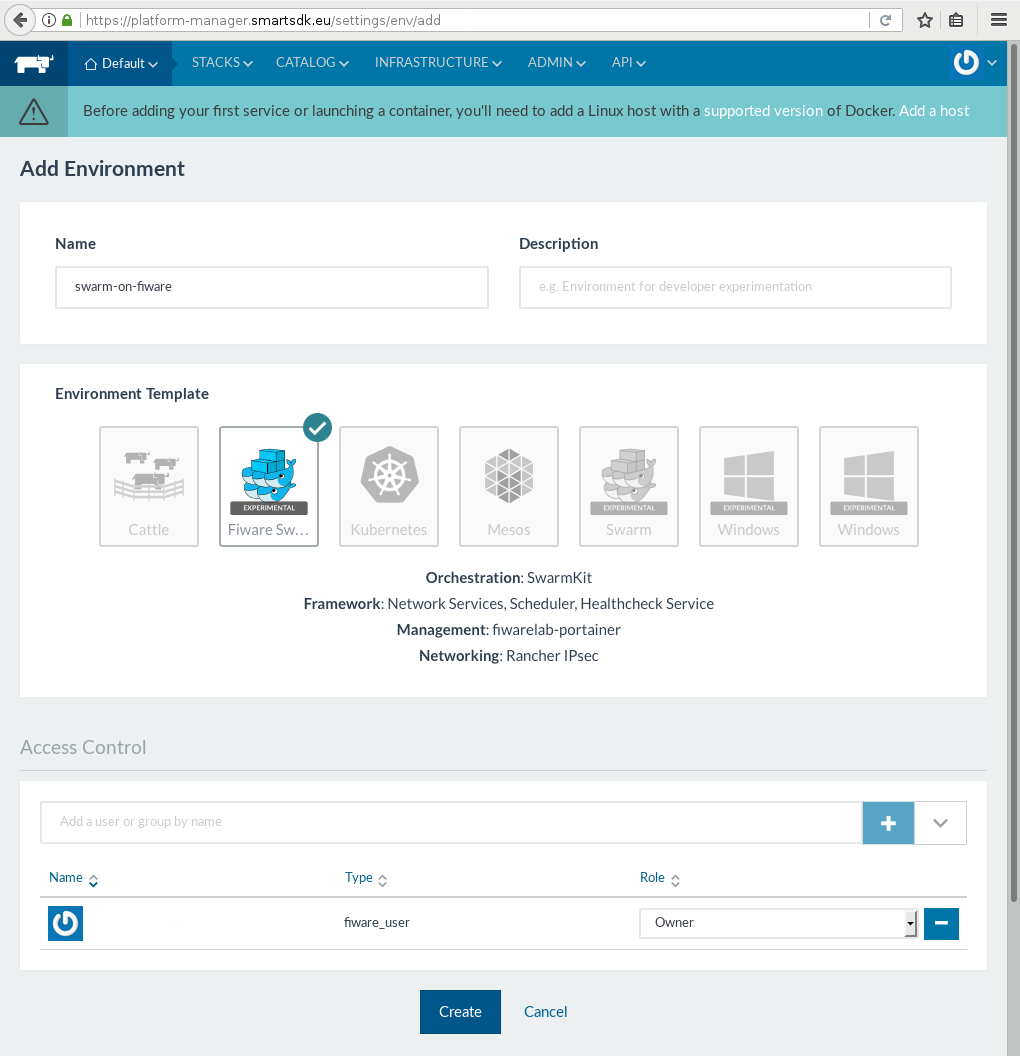 https://platform-manager.smartsdk.eu/settings/env/add
Default STACKS CATALOG INFRASTRUCTURE ADMIN API
Before adding your first service or launching a container, you'll need to add a Linux host with a supported version of Docker. Add a host
Add Environment
Name Description
swarm-on-fiware e.g. Environment for developer experimentation
Environment Template
EXPERIMENTAL EXPERIMENTAL EXPERIMENTAL EXPERIMENTAL
Cattle Fiware Sw... Kubernetes Mesos Swarm Windows Windows
Orchestration: SwarmKit
Framework: Network Services, Scheduler, Healthcheck Service
Management: fiwarelab-portainer
Networking: Rancher IPsec
Access Control
Add a user or group by name
Name Type Role
fiware_user Owner
Create Cancel